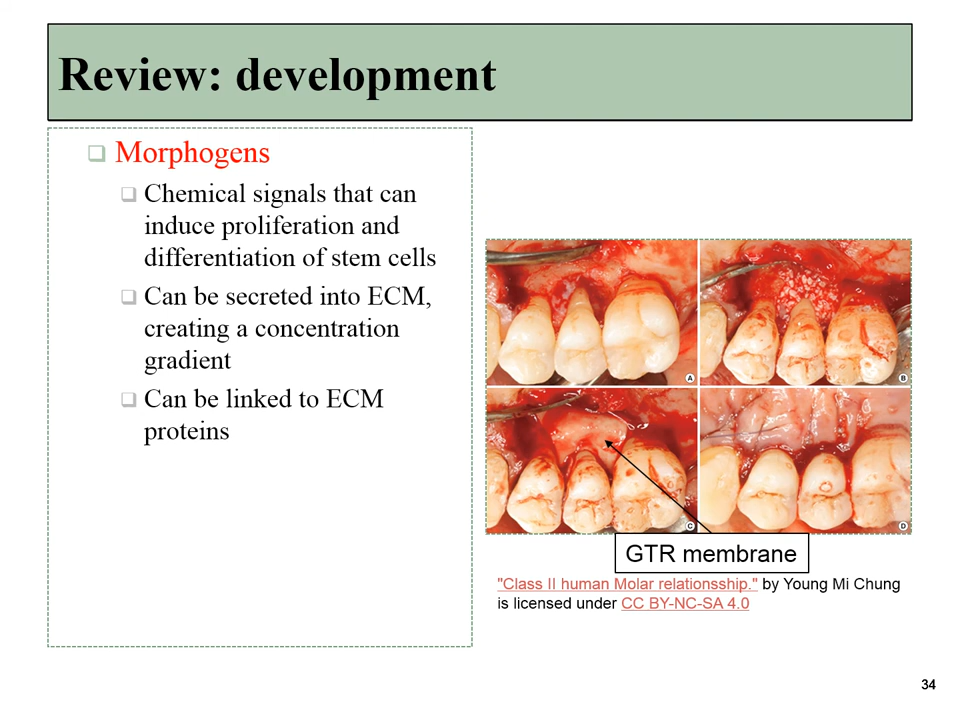 Review: development
Morphogens
Chemical signals that can
induce proliferation and
differentiation of stem cells
Can be secreted into ECM,
creating a concentration
gradient
Can be linked to ECM
proteins
A
B
C
D
GTR membrane
"Class II human Molar relationsship." by Young Mi Chung
is licensed under CC BY-NC-SA 4.0
34